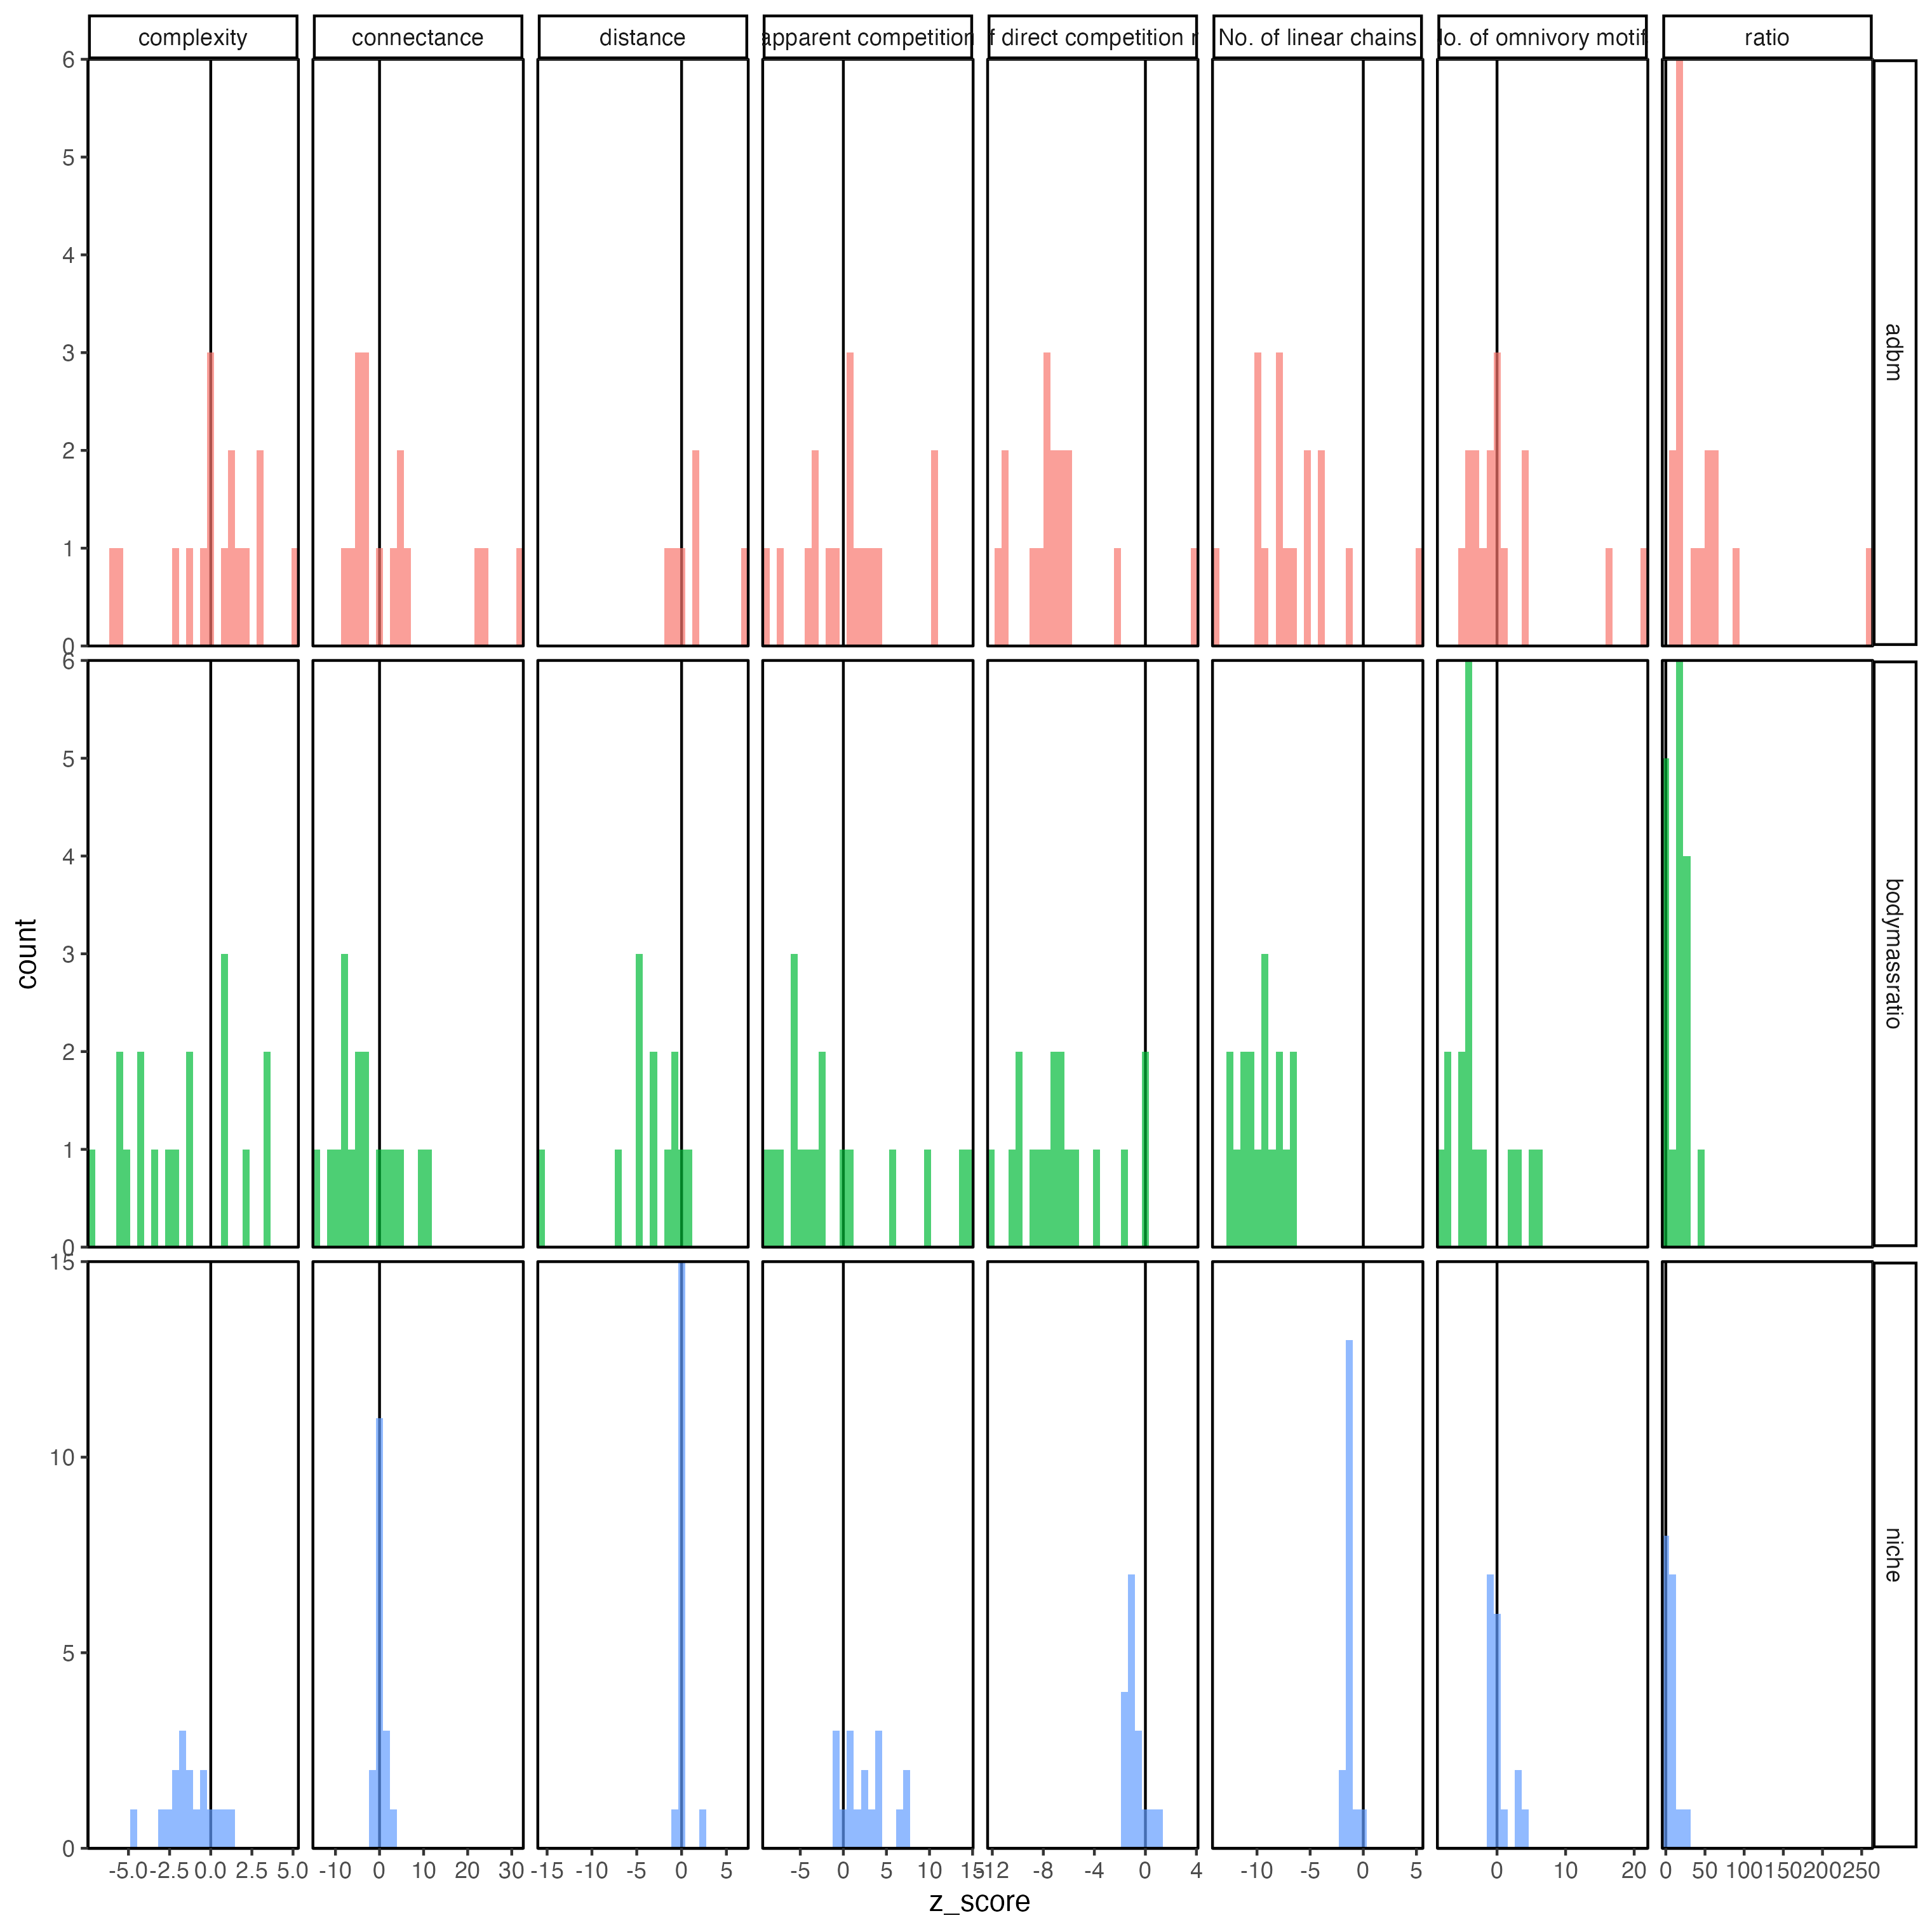 complexity connectance distance apparent competition f direct competition No. of linear chains of omnivory motif ratio
6
5
4
3
2
1
0
adbm
6
5
4
3
2
1
0
bodymassratio
15
10
5
0
niche
-5.0 -2.5 0.0 2.5 5.0 -10 0 10 20 30 -15 -10 -5 0 5 -5 0 5 10 15 -12 -8 -4 0 4 -10 -5 0 5 0 10 20 0 50 100 150 200 250
count
z_score